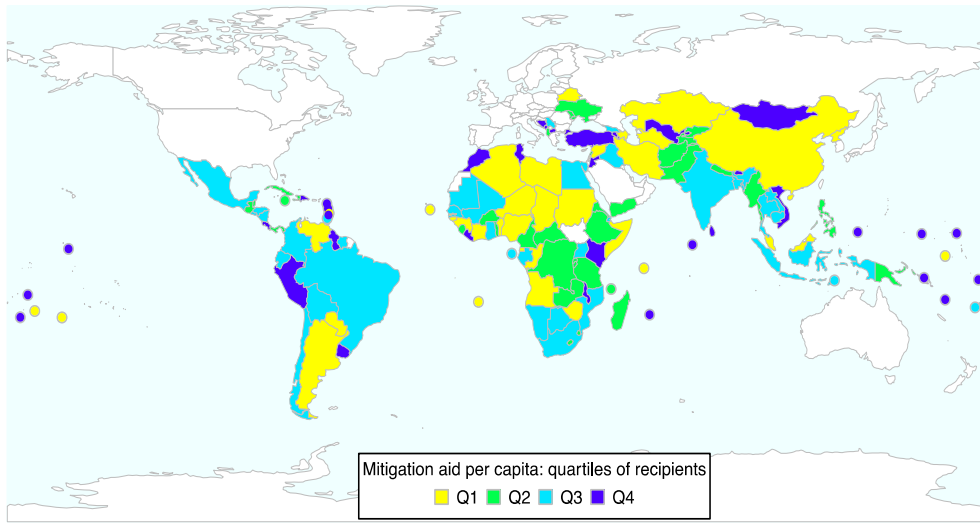 Mitigation aid per capita: quartiles of recipients
Q1 Q2 Q3 Q4